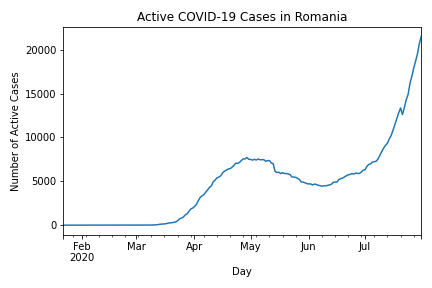 Active COVID-19 Cases in Romania
Number of Active Cases
20000
15000
10000
5000
0
Feb Mar Apr May Jun Jul
2020
Day